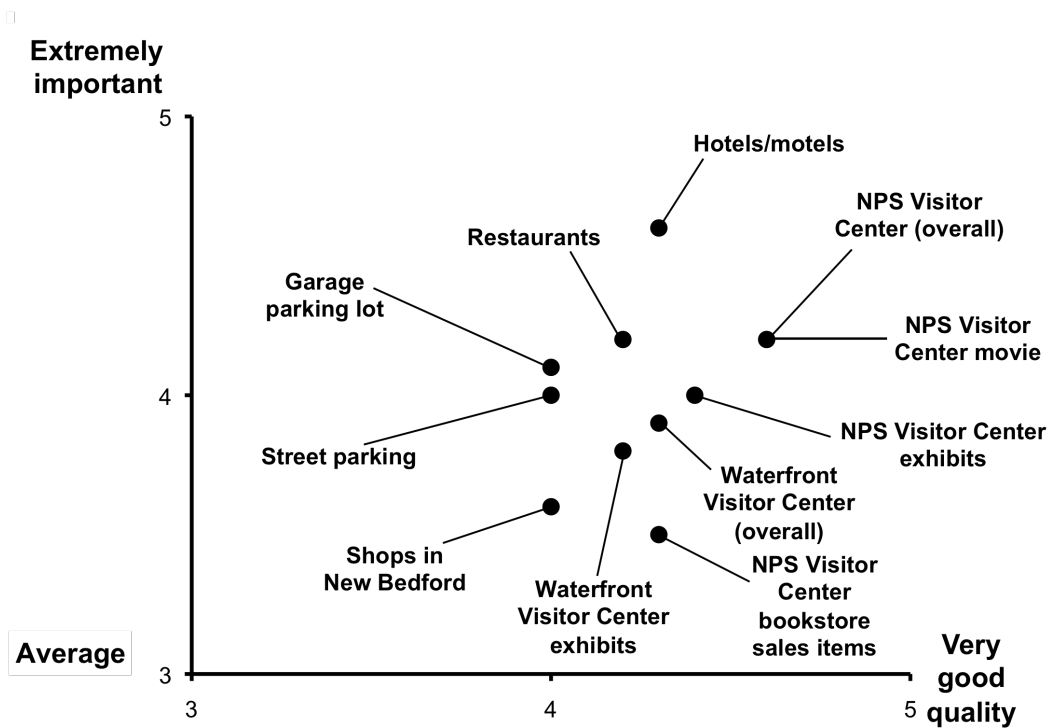 Extremely
important
5
Hotels/motels
NPS Visitor
Center (overall)
Restaurants
Garage
parking lot
NPS Visitor
Center movie
4
NPS Visitor Center
exhibits
Street parking
Waterfront
Visitor Center
(overall)
Shops in
New Bedford
NPS Visitor
Center
bookstore
sales items
Waterfront
Visitor Center
exhibits
Average
3
3
4
5
Very
good
quality